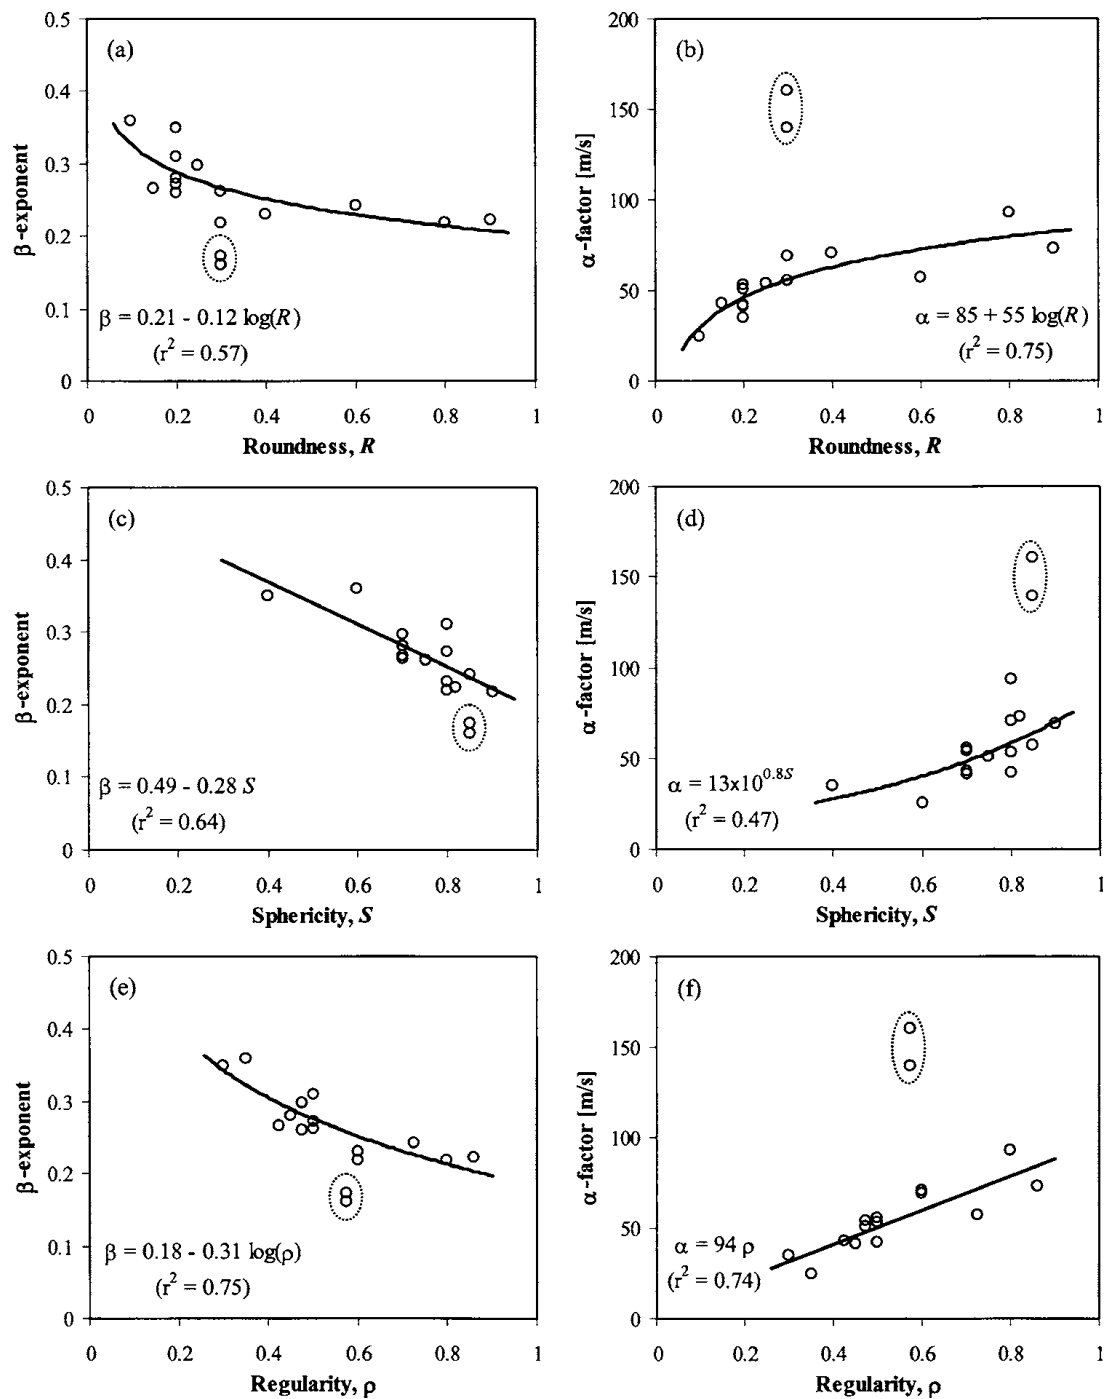 (a)
0.5
0.4
0.3
0.2
0.1
0
β-exponent
β = 0.21 - 0.12 log(R)
(r² = 0.57)
0 0.2 0.4 0.6 0.8 1
Roundness, R
(b)
200
150
100
50
0
α-factor [m/s]
α = 85 + 55 log(R)
(r² = 0.75)
0 0.2 0.4 0.6 0.8 1
Roundness, R
(c)
0.5
0.4
0.3
0.2
0.1
0
β-exponent
β = 0.49 - 0.28 S
(r² = 0.64)
0 0.2 0.4 0.6 0.8 1
Sphericity, S
(d)
200
150
100
50
0
α-factor [m/s]
α = 13x10^0.8S
(r² = 0.47)
0 0.2 0.4 0.6 0.8 1
Sphericity, S
(e)
0.5
0.4
0.3
0.2
0.1
0
β-exponent
β = 0.18 - 0.31 log(ρ)
(r² = 0.75)
0 0.2 0.4 0.6 0.8 1
Regularity, ρ
(f)
200
150
100
50
0
α-factor [m/s]
α = 94 ρ
(r² = 0.74)
0 0.2 0.4 0.6 0.8 1
Regularity, ρ